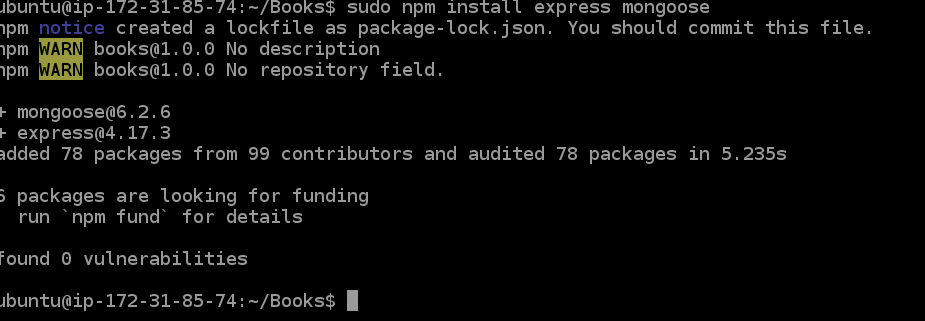 ubuntu@ip-172-31-85-74:~/Books$ sudo npm install express mongoose
npm notice created a lockfile as package-lock.json. You should commit this file.
npm WARN books@1.0.0 No description
npm WARN books@1.0.0 No repository field.
+ mongoose@6.2.6
+ express@4.17.3
added 78 packages from 99 contributors and audited 78 packages in 5.235s
6 packages are looking for funding
run `npm fund` for details
found 0 vulnerabilities
ubuntu@ip-172-31-85-74:~/Books$